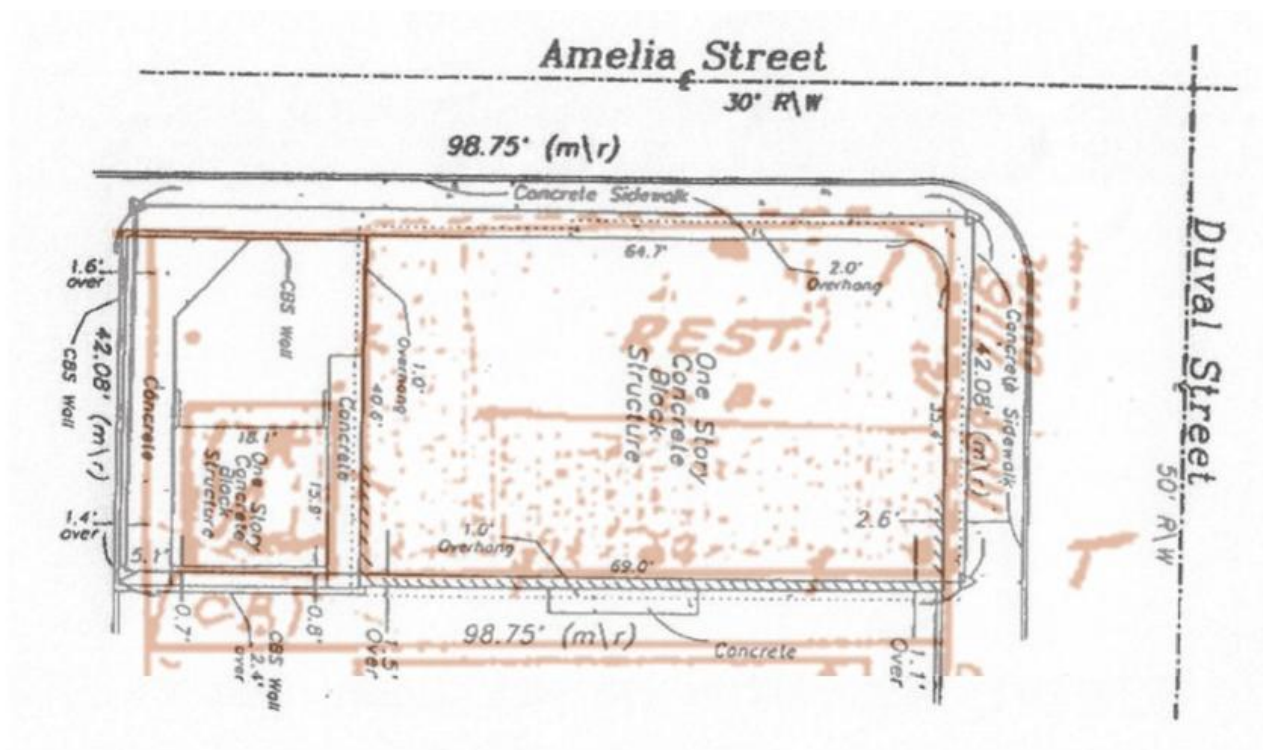 Amelia Street
30' R\W
98.75' (m\r)
Concrete Sidewalk
64.7'
2.0'
Overhang
1.6'
over
CBS Wall
42.08' (m\r)
CBS Wall
Concrete
1.0'
Overhang
40.6'
Concrete
REST.
One Story
Concrete
Block
Structure
42.08' (m\r)
Concrete Sidewalk
Duval Street
50' R\W
18.1'
One Story
Concrete
Block
Structure
15.9'
1.4'
over
5.1'
2.6'
1.0'
Overhang
69.0'
0.7'
0.8'
CBS Wall
2.4'
over
1.5'
Over
98.75' (m\r)
Concrete
1.1'
Over